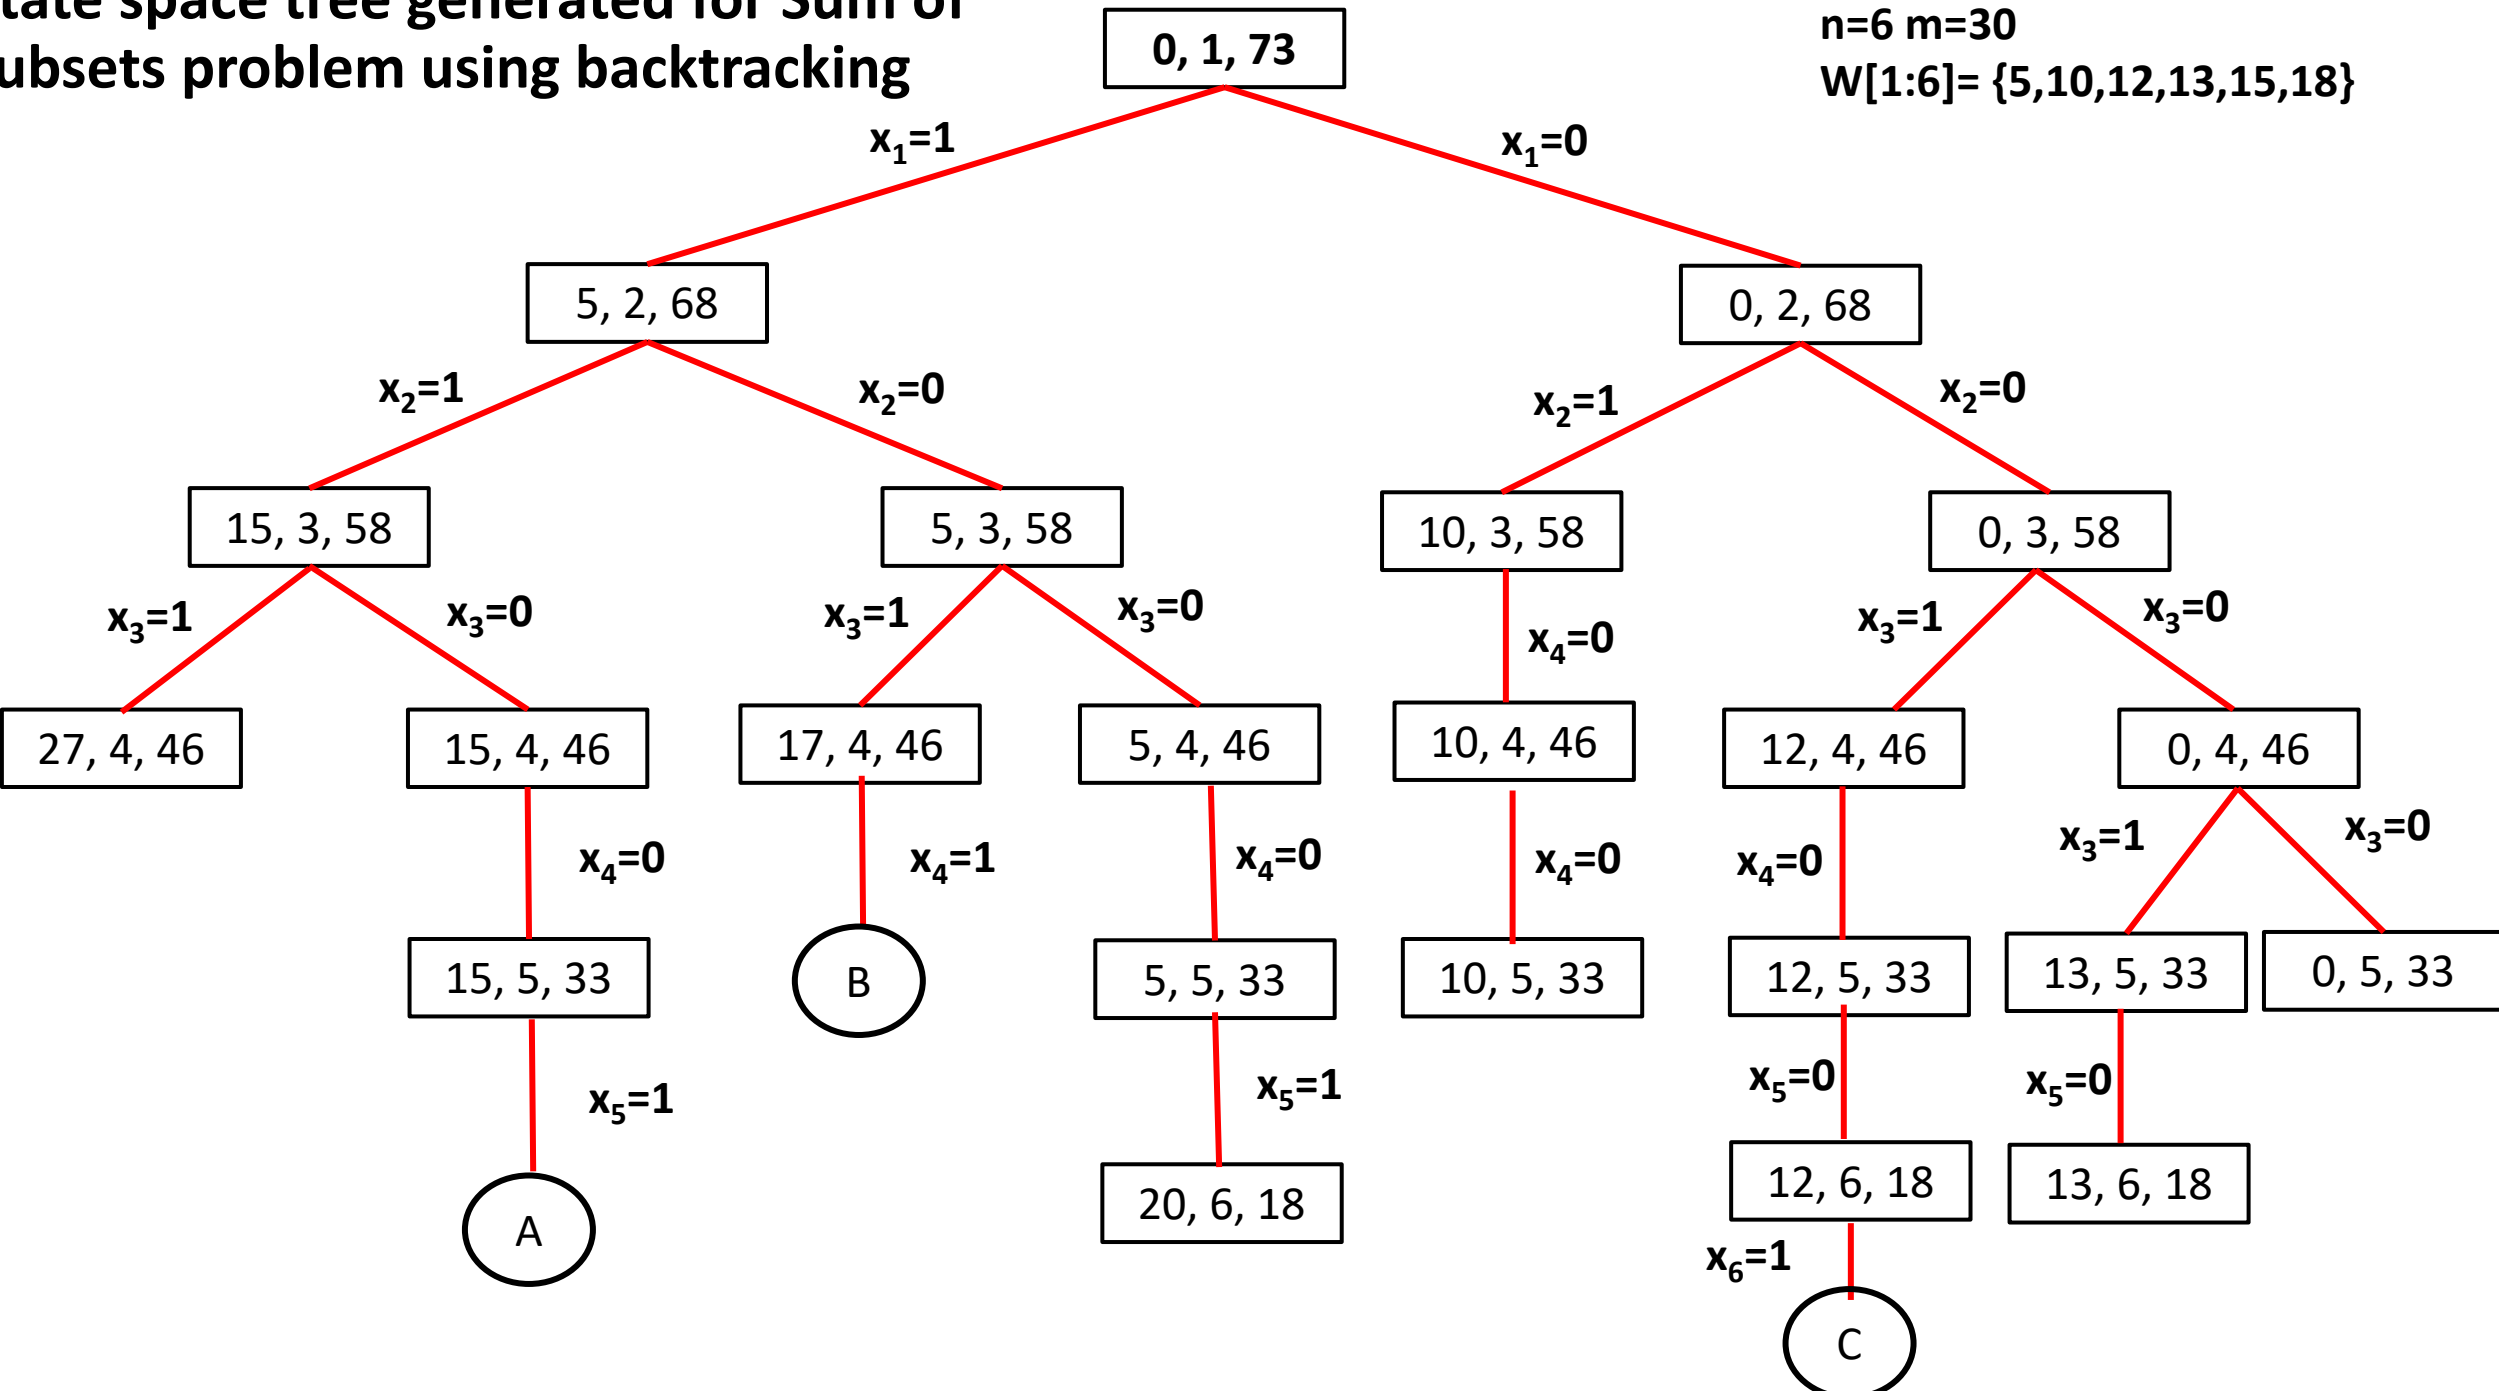 tate space tree generated for Sum of
ubsets problem using backtracking
n=6 m=30
W[1:6]= {5,10,12,13,15,18}
0, 1, 73
x₁=1
x₁=0
5, 2, 68
0, 2, 68
x₂=1
x₂=0
x₂=1
x₂=0
15, 3, 58
5, 3, 58
10, 3, 58
0, 3, 58
x₃=1
x₃=0
x₃=1
x₃=0
x₄=0
x₃=1
x₃=0
27, 4, 46
15, 4, 46
17, 4, 46
5, 4, 46
10, 4, 46
12, 4, 46
0, 4, 46
x₄=0
x₄=1
x₄=0
x₄=0
x₄=0
x₃=1
x₃=0
15, 5, 33
B
5, 5, 33
10, 5, 33
12, 5, 33
13, 5, 33
0, 5, 33
x₅=1
x₅=1
x₅=0
x₅=0
A
20, 6, 18
12, 6, 18
13, 6, 18
x₆=1
C